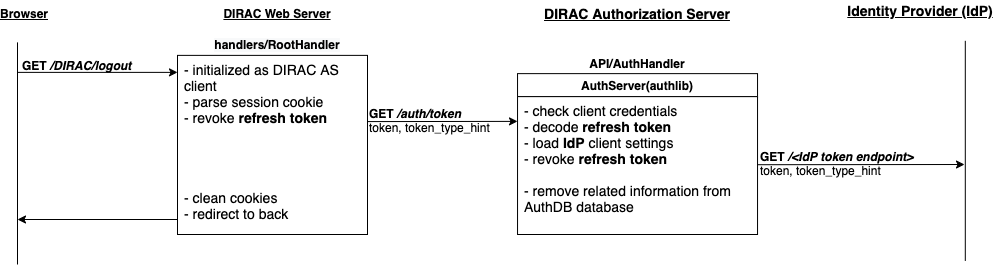 Browser
DIRAC Web Server
DIRAC Authorization Server
Identity Provider (IdP)
handlers/RootHandler
GET /DIRAC/logout
- initialized as DIRAC AS
client
- parse session cookie
- revoke refresh token
- clean cookies
- redirect to back
GET /auth/token
token, token_type_hint
API/AuthHandler
AuthServer(authlib)
- check client credentials
- decode refresh token
- load IdP client settings
- revoke refresh token
- remove related information from
AuthDB database
GET /<IdP token endpoint>
token, token_type_hint